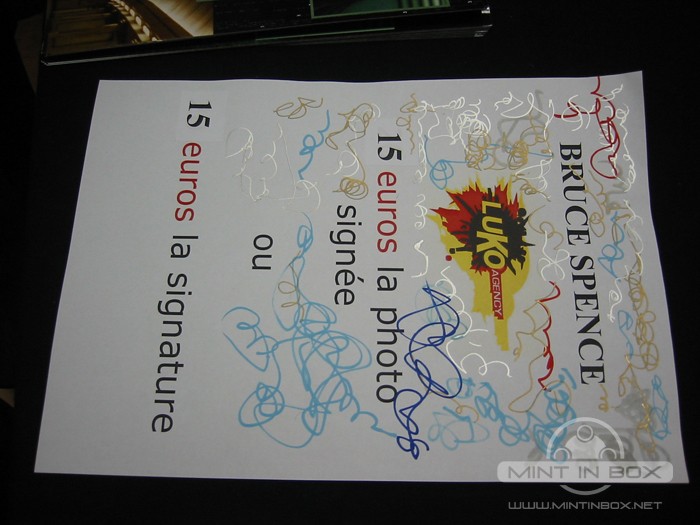 BRUCE SPENCE
LUKO
AGENCY
15 euros la photo
signée
ou
15 euros la signature
MINT IN BOX
WWW.MINTINBOX.NET